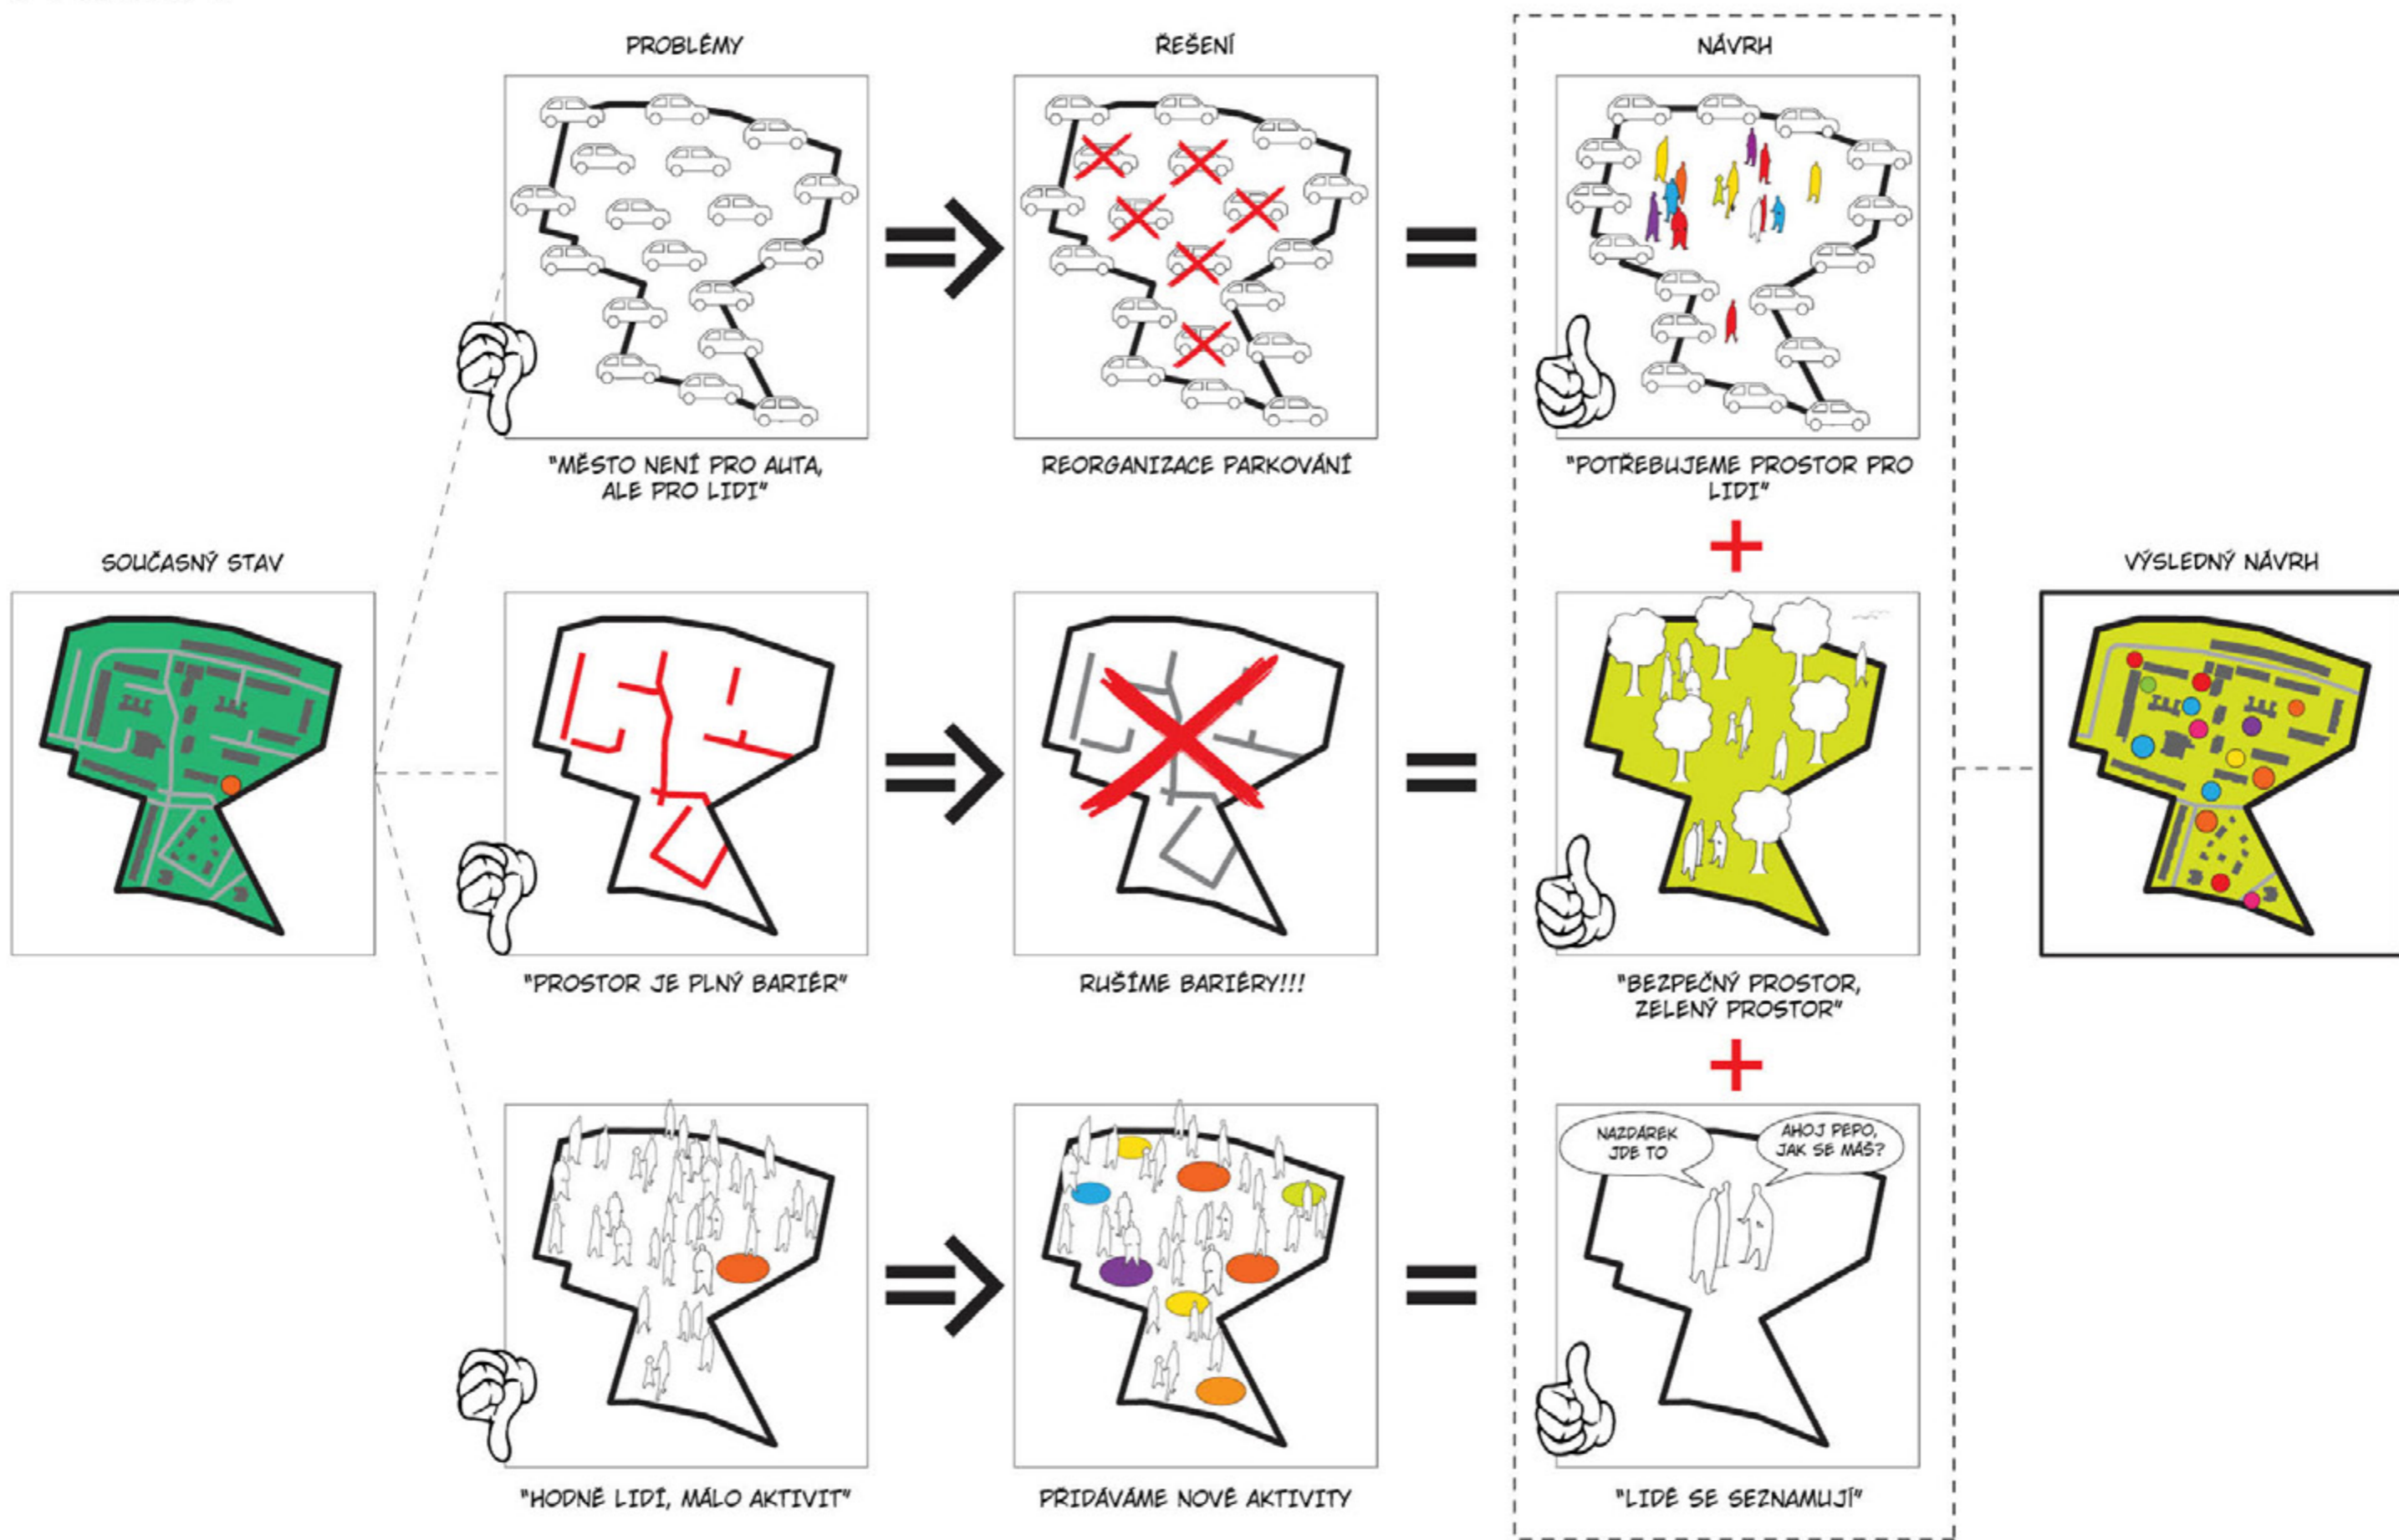 PROBLÉMY
ŘEŠENÍ
NÁVRH
"MĚSTO NENÍ PRO AUTA,
ALE PRO LIDI"
REORGANIZACE PARKOVÁNÍ
"POTŘEBUJEME PROSTOR PRO
LIDI"
+
SOUČASNÝ STAV
VÝSLEDNÝ NÁVRH
"PROSTOR JE PLNÝ BARIÉR"
RUŠÍME BARIÉRY!!!
"BEZPEČNÝ PROSTOR,
ZELENÝ PROSTOR"
+
NAZDÁREK
JDE TO
AHOJ PEPO,
JAK SE MÁŠ?
"HODNĚ LIDÍ, MÁLO AKTIVIT"
PŘIDÁVÁME NOVÉ AKTIVITY
"LIDÉ SE SEZNAMUJÍ"